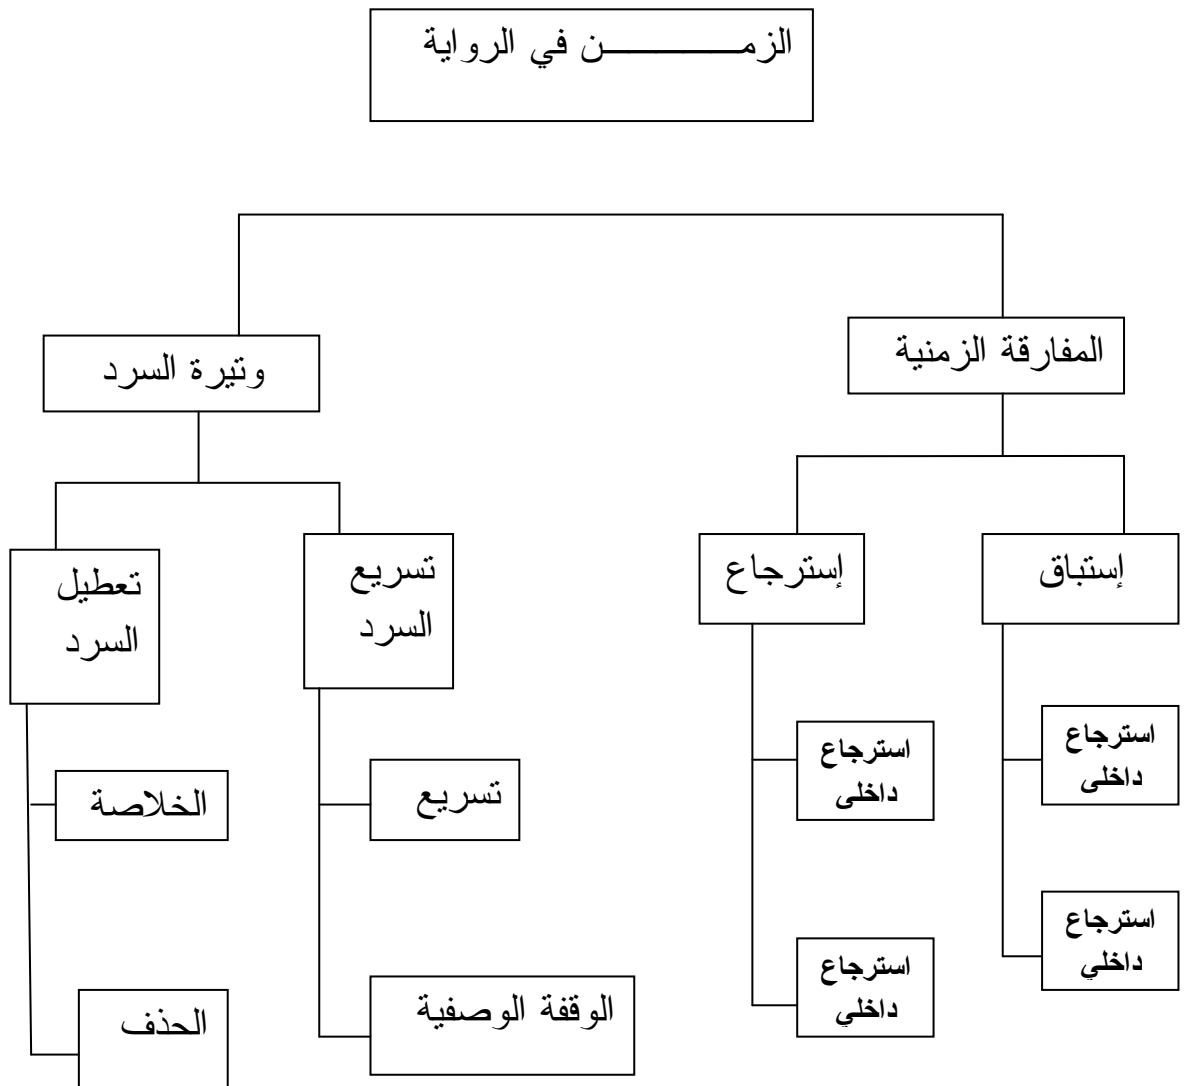 الزمــــــــن في الرواية
المفارقة الزمنية
وتيرة السرد
إستباق
إسترجاع
تسريع
السرد
تعطيل
السرد
استرجاع
داخلى
استرجاع
داخلى
تسريع
الخلاصة
استرجاع
داخلي
استرجاع
داخلي
الوقفة الوصفية
الحذف